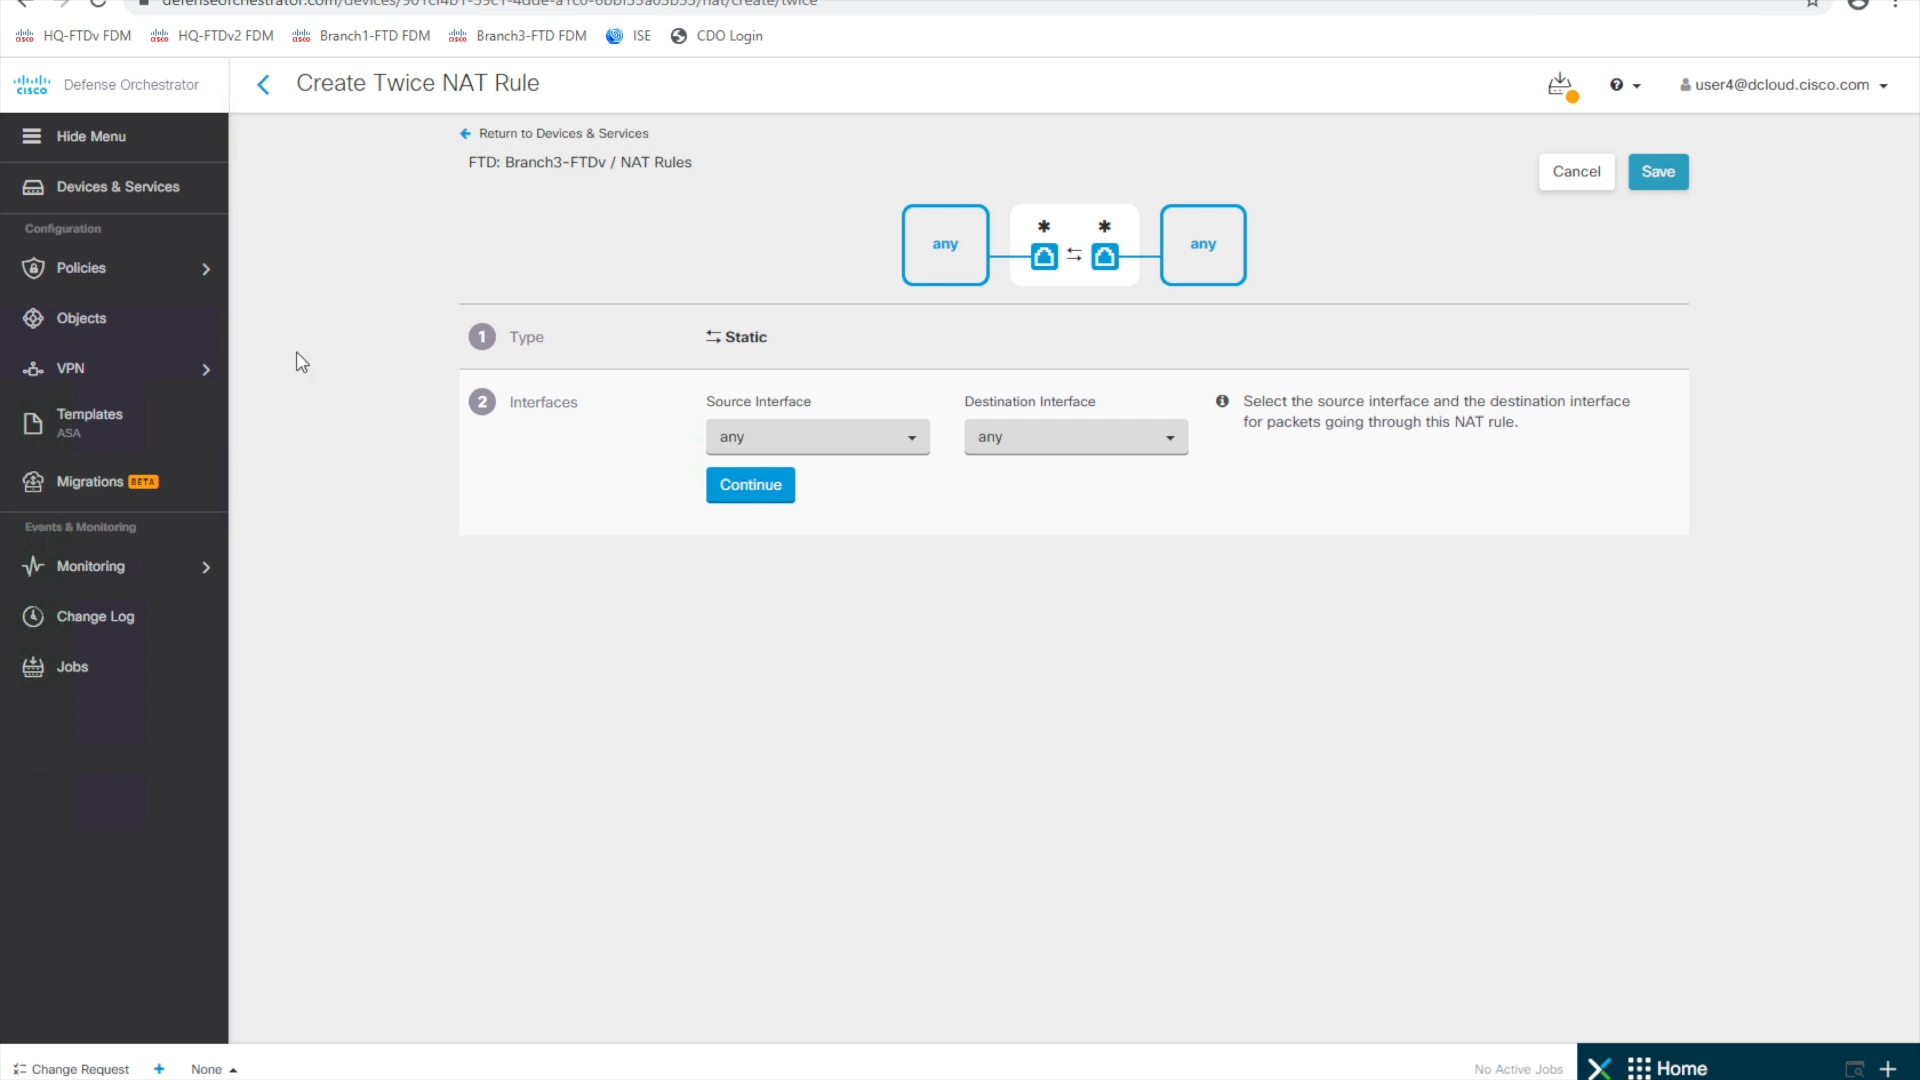 HQ-FTDv FDM HQ-FTDv2 FDM Branch1-FTD FDM Branch3-FTD FDM ISE CDO Login
cisco Defense Orchestrator
Create Twice NAT Rule
user4@dcloud.cisco.com
Hide Menu
Devices & Services
Configuration
Policies
Objects
VPN
Templates
ASA
Migrations BETA
Events & Monitoring
Monitoring
Change Log
Jobs
Return to Devices & Services
FTD: Branch3-FTDv / NAT Rules
Cancel Save
any * * any
1 Type Static
2 Interfaces
Source Interface Destination Interface
any any
Continue
Select the source interface and the destination interface
for packets going through this NAT rule.
Change Request + None
No Active Jobs
Home